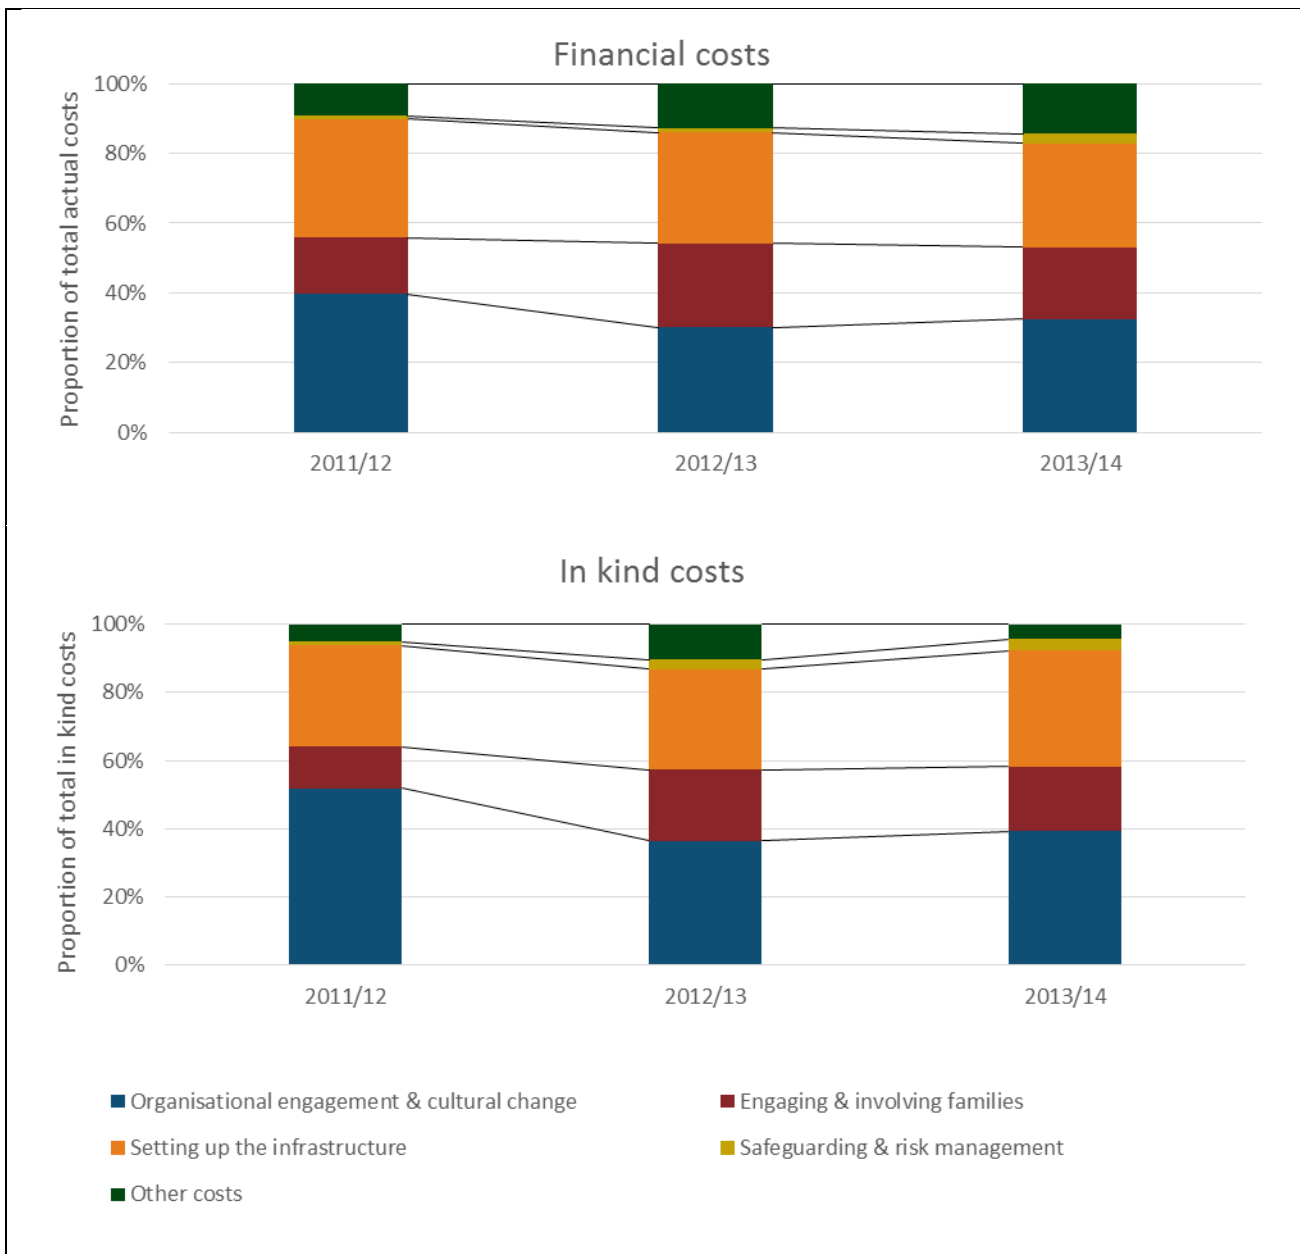 Financial costs
Proportion of total actual costs
100%
80%
60%
40%
20%
0%
2011/12
2012/13
2013/14
In kind costs
Proportion of total in kind costs
100%
80%
60%
40%
20%
0%
2011/12
2012/13
2013/14
Organisational engagement & cultural change
Engaging & involving families
Setting up the infrastructure
Safeguarding & risk management
Other costs